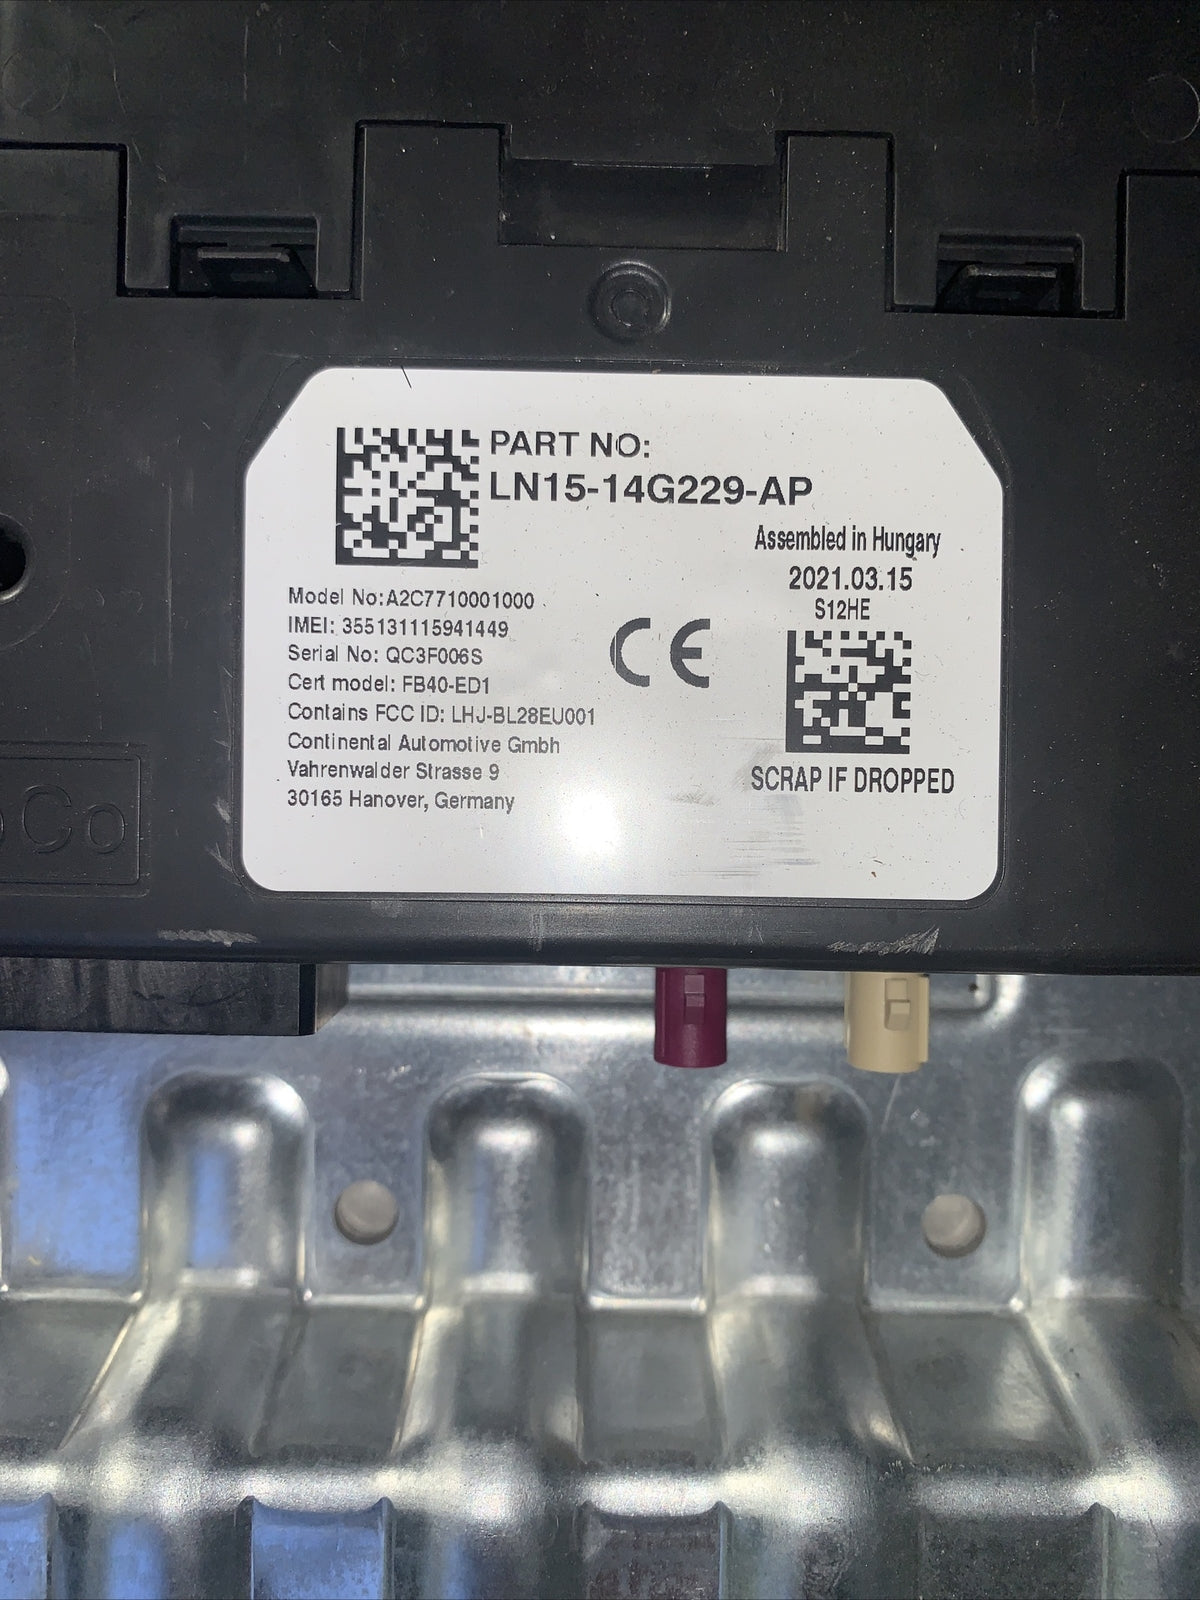 PART NO:
LN15-14G229-AP
Assembled in Hungary
2021.03.15
S12HE
Model No:A2C7710001000
IMEI: 355131115941449
Serial No: QC3F006S
Cert model: FB40-ED1
Contains FCC ID: LHJ-BL28EU001
Continental Automotive Gmbh
Vahrenwalder Strasse 9
30165 Hanover, Germany
CE
SCRAP IF DROPPED